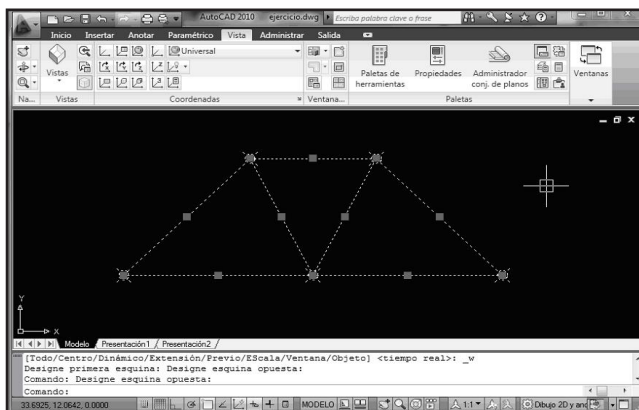 AutoCAD 2010 ejercicio.dwg Escriba palabra clave o frase
Inicio Insertar Anotar Paramétrico Vista Administrar Salida
Universal
Vistas
Paletas de herramientas
Propiedades
Administrador conj. de planos
Ventanas
Na... Vistas Coordenadas Ventana... Paletas
Y
X
Modelo Presentación1 Presentación2
[Todo/Centro/Dinámico/Extensión/Previo/EScala/Ventana/Objeto] <tiempo real>: _w
Designe primera esquina: Designe esquina opuesta:
Comando: Designe esquina opuesta:
Comando:
33.6925, 12.0642, 0.0000 MODELO 1:1 Dibujo 2D y ano